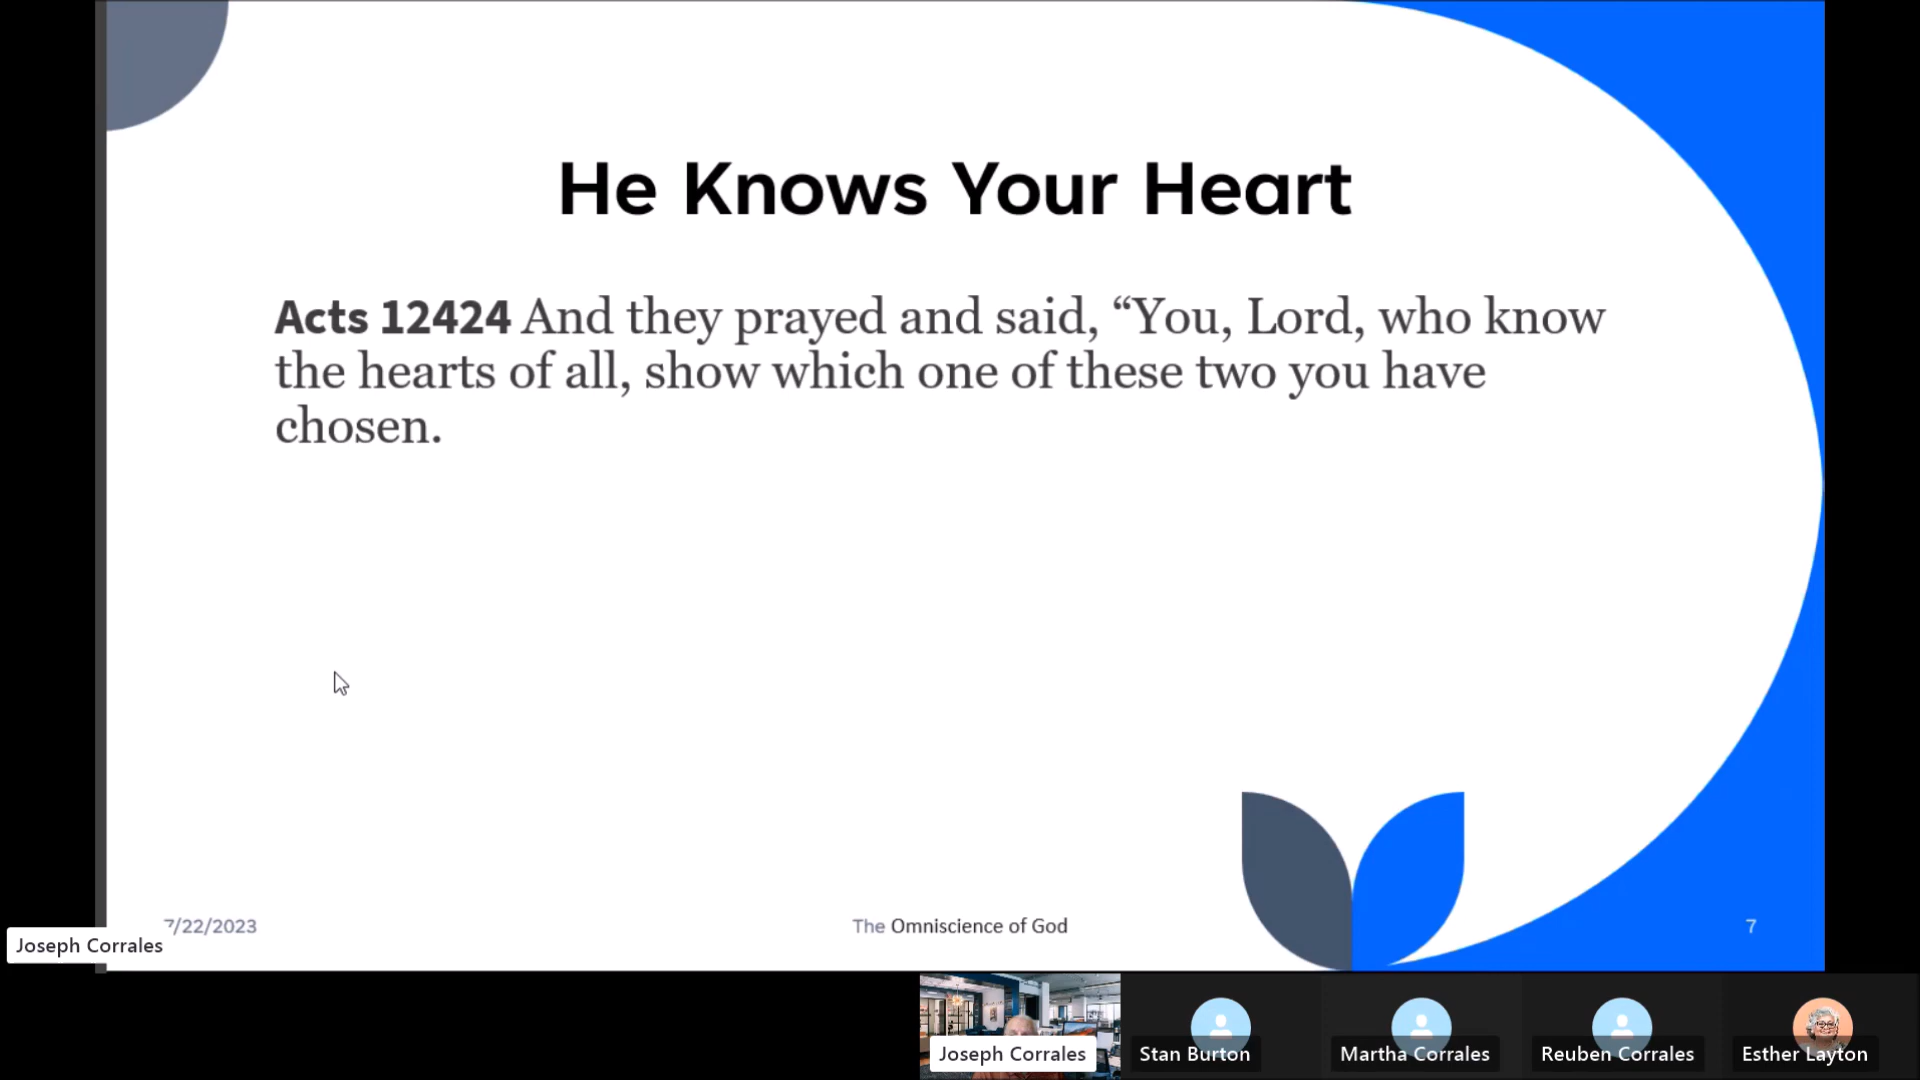 He Knows Your Heart
Acts 12424 And they prayed and said, “You, Lord, who know
the hearts of all, show which one of these two you have
chosen.
7/22/2023
The Omniscience of God
7
Joseph Corrales
Joseph Corrales
Stan Burton
Martha Corrales
Reuben Corrales
Esther Layton